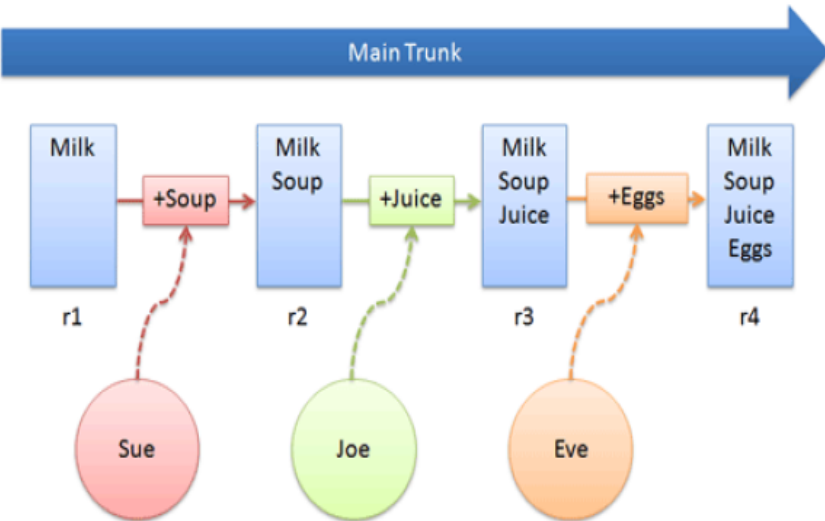 Main Trunk
Milk
+Soup
Milk
Soup
+Juice
Milk
Soup
Juice
+Eggs
Milk
Soup
Juice
Eggs
r1
r2
r3
r4
Sue
Joe
Eve